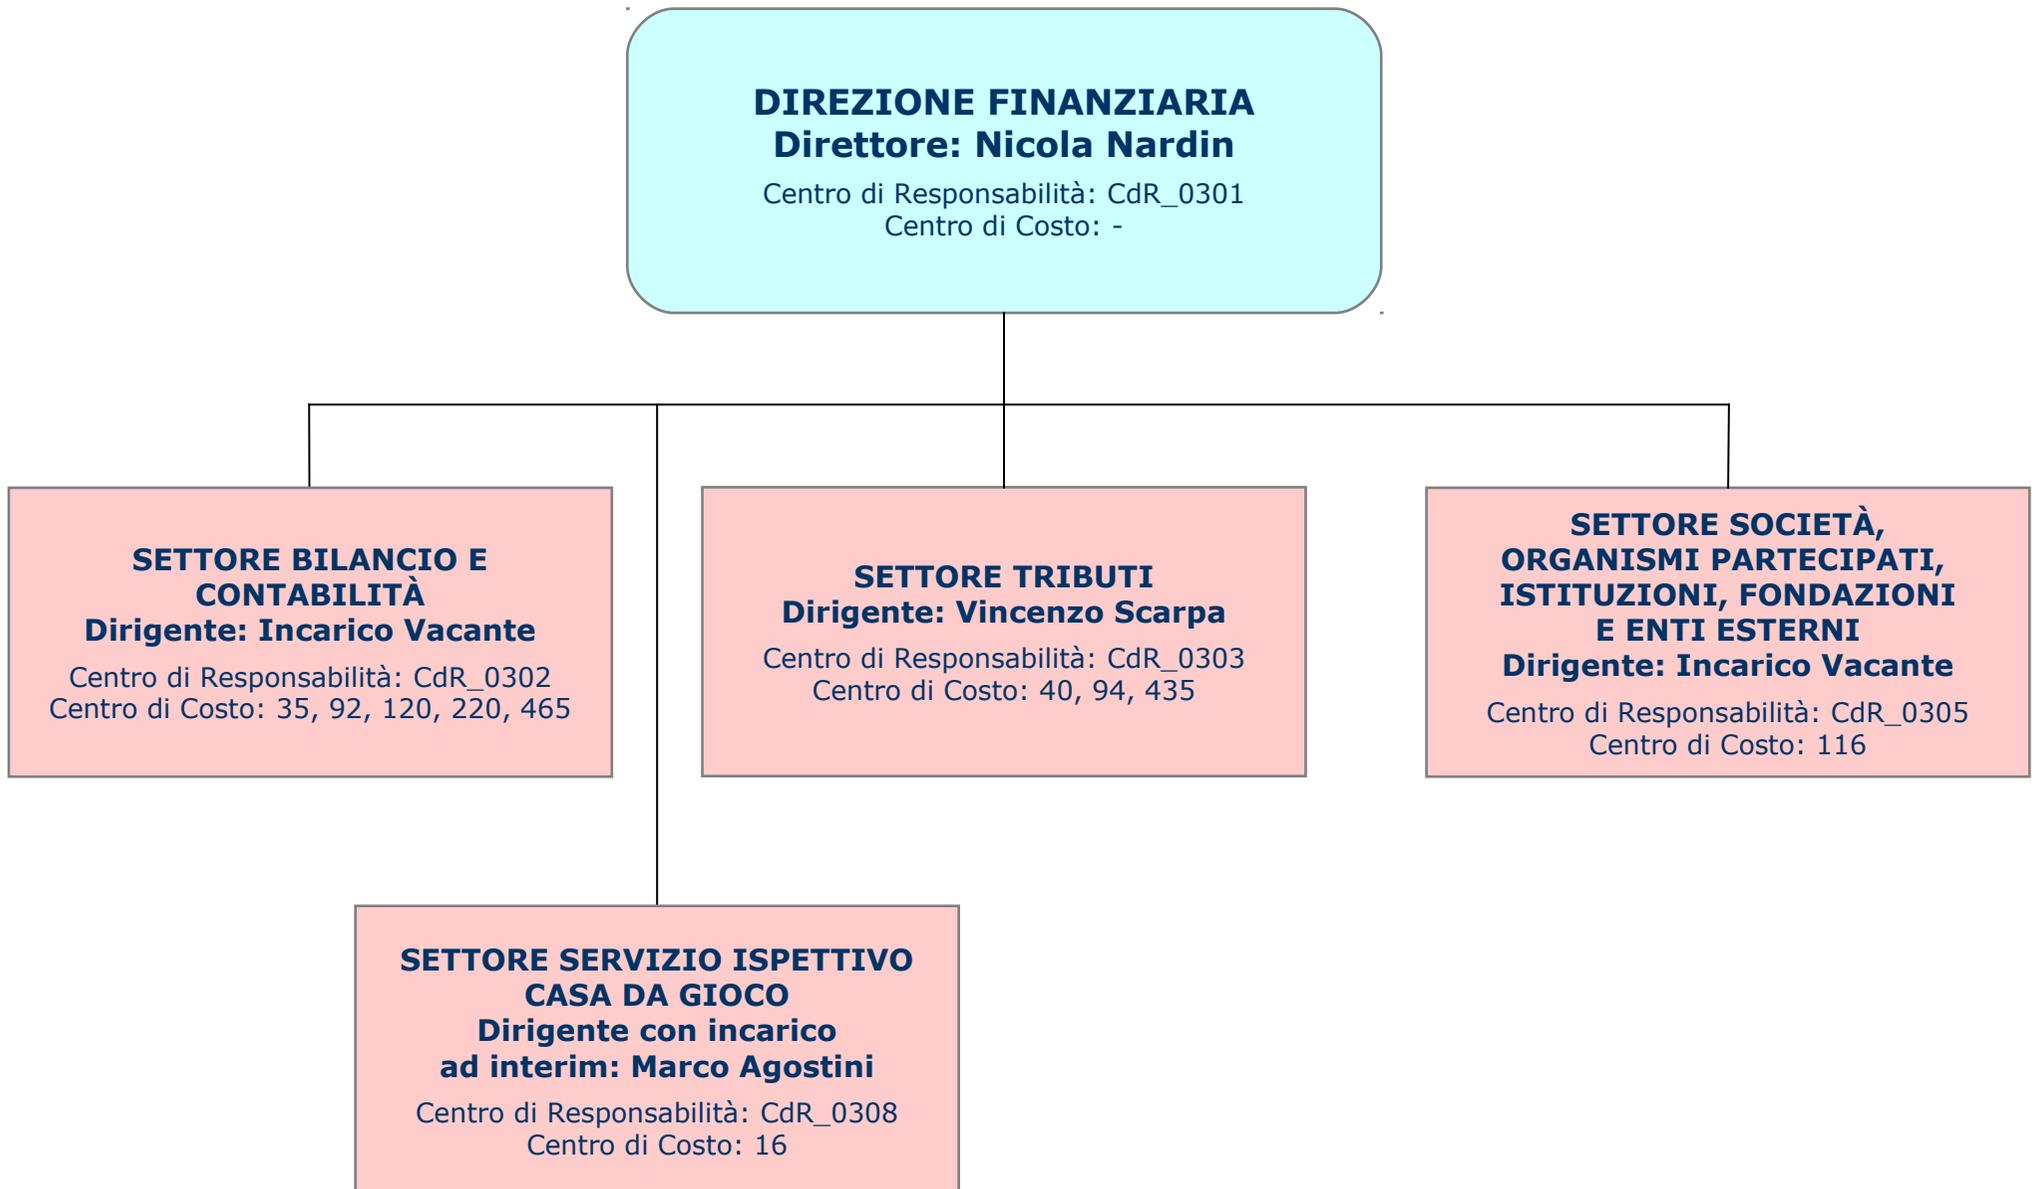 DIREZIONE FINANZIARIA
Direttore: Nicola Nardin
Centro di Responsabilità: CdR_0301
Centro di Costo: -
SETTORE BILANCIO E
CONTABILITÀ
Dirigente: Incarico Vacante
Centro di Responsabilità: CdR_0302
Centro di Costo: 35, 92, 120, 220, 465
SETTORE TRIBUTI
Dirigente: Vincenzo Scarpa
Centro di Responsabilità: CdR_0303
Centro di Costo: 40, 94, 435
SETTORE SOCIETÀ,
ORGANISMI PARTECIPATI,
ISTITUZIONI, FONDAZIONI
E ENTI ESTERNI
Dirigente: Incarico Vacante
Centro di Responsabilità: CdR_0305
Centro di Costo: 116
SETTORE SERVIZIO ISPETTIVO
CASA DA GIOCO
Dirigente con incarico
ad interim: Marco Agostini
Centro di Responsabilità: CdR_0308
Centro di Costo: 16